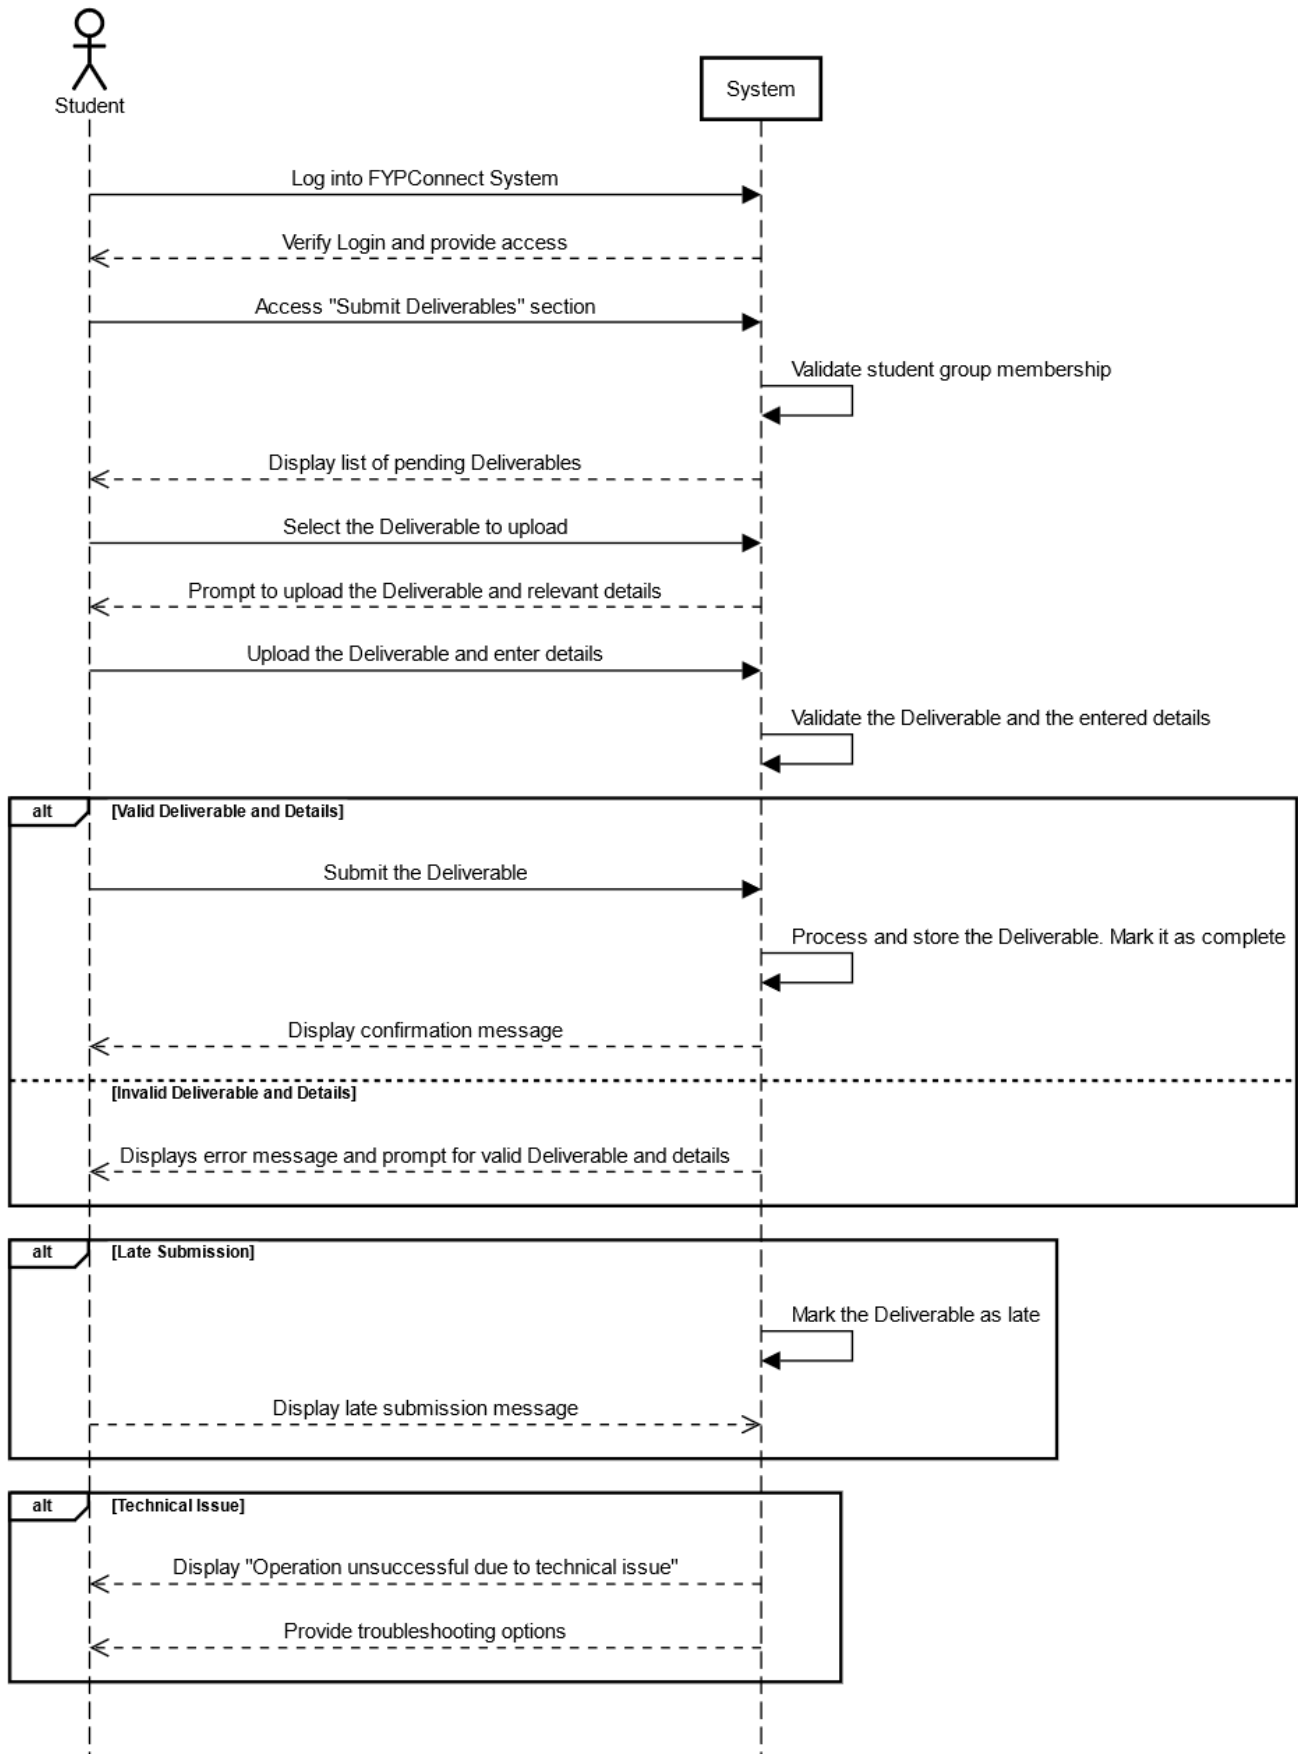 Student
System
Log into FYPConnect System
Verify Login and provide access
Access "Submit Deliverables" section
Validate student group membership
Display list of pending Deliverables
Select the Deliverable to upload
Prompt to upload the Deliverable and relevant details
Upload the Deliverable and enter details
Validate the Deliverable and the entered details
alt [Valid Deliverable and Details]
Submit the Deliverable
Process and store the Deliverable. Mark it as complete
Display confirmation message
[Invalid Deliverable and Details]
Displays error message and prompt for valid Deliverable and details
alt [Late Submission]
Mark the Deliverable as late
Display late submission message
alt [Technical Issue]
Display "Operation unsuccessful due to technical issue"
Provide troubleshooting options